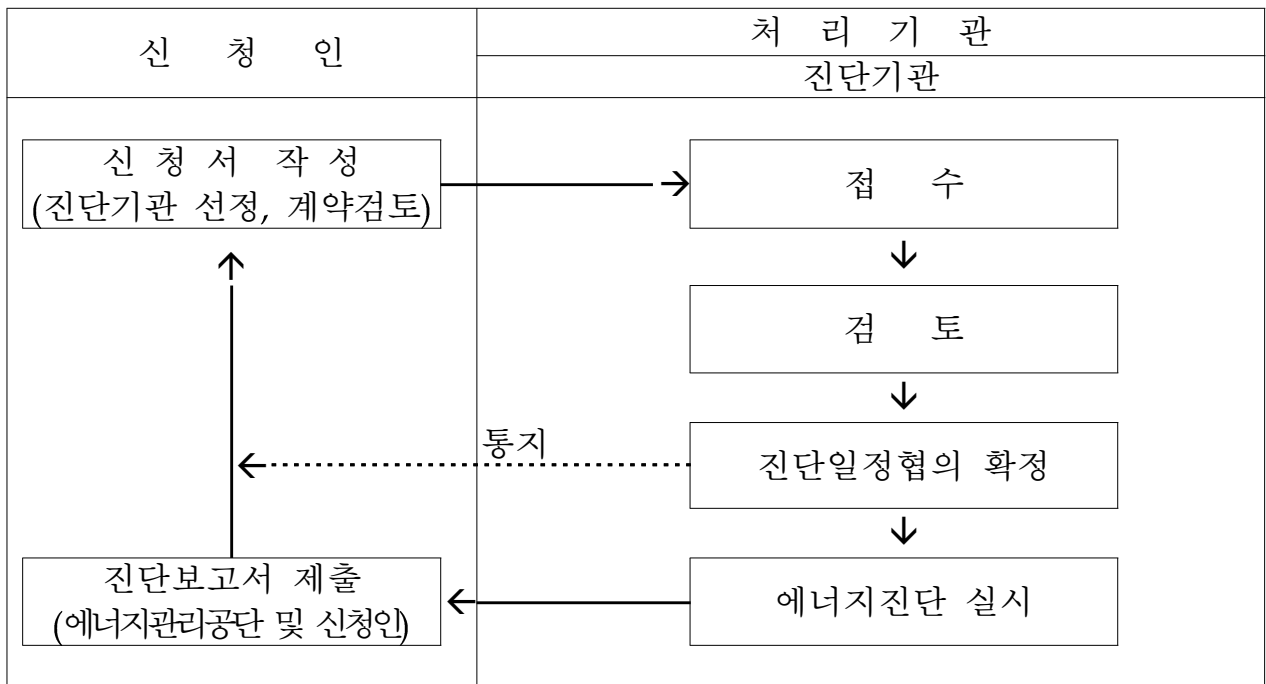 신 청 인
처 리 기 관
진단기관
신 청 서 작 성
(진단기관 선정, 계약검토)
접 수
검 토
통지
진단일정협의 확정
진단보고서 제출
(에너지관리공단 및 신청인)
에너지진단 실시